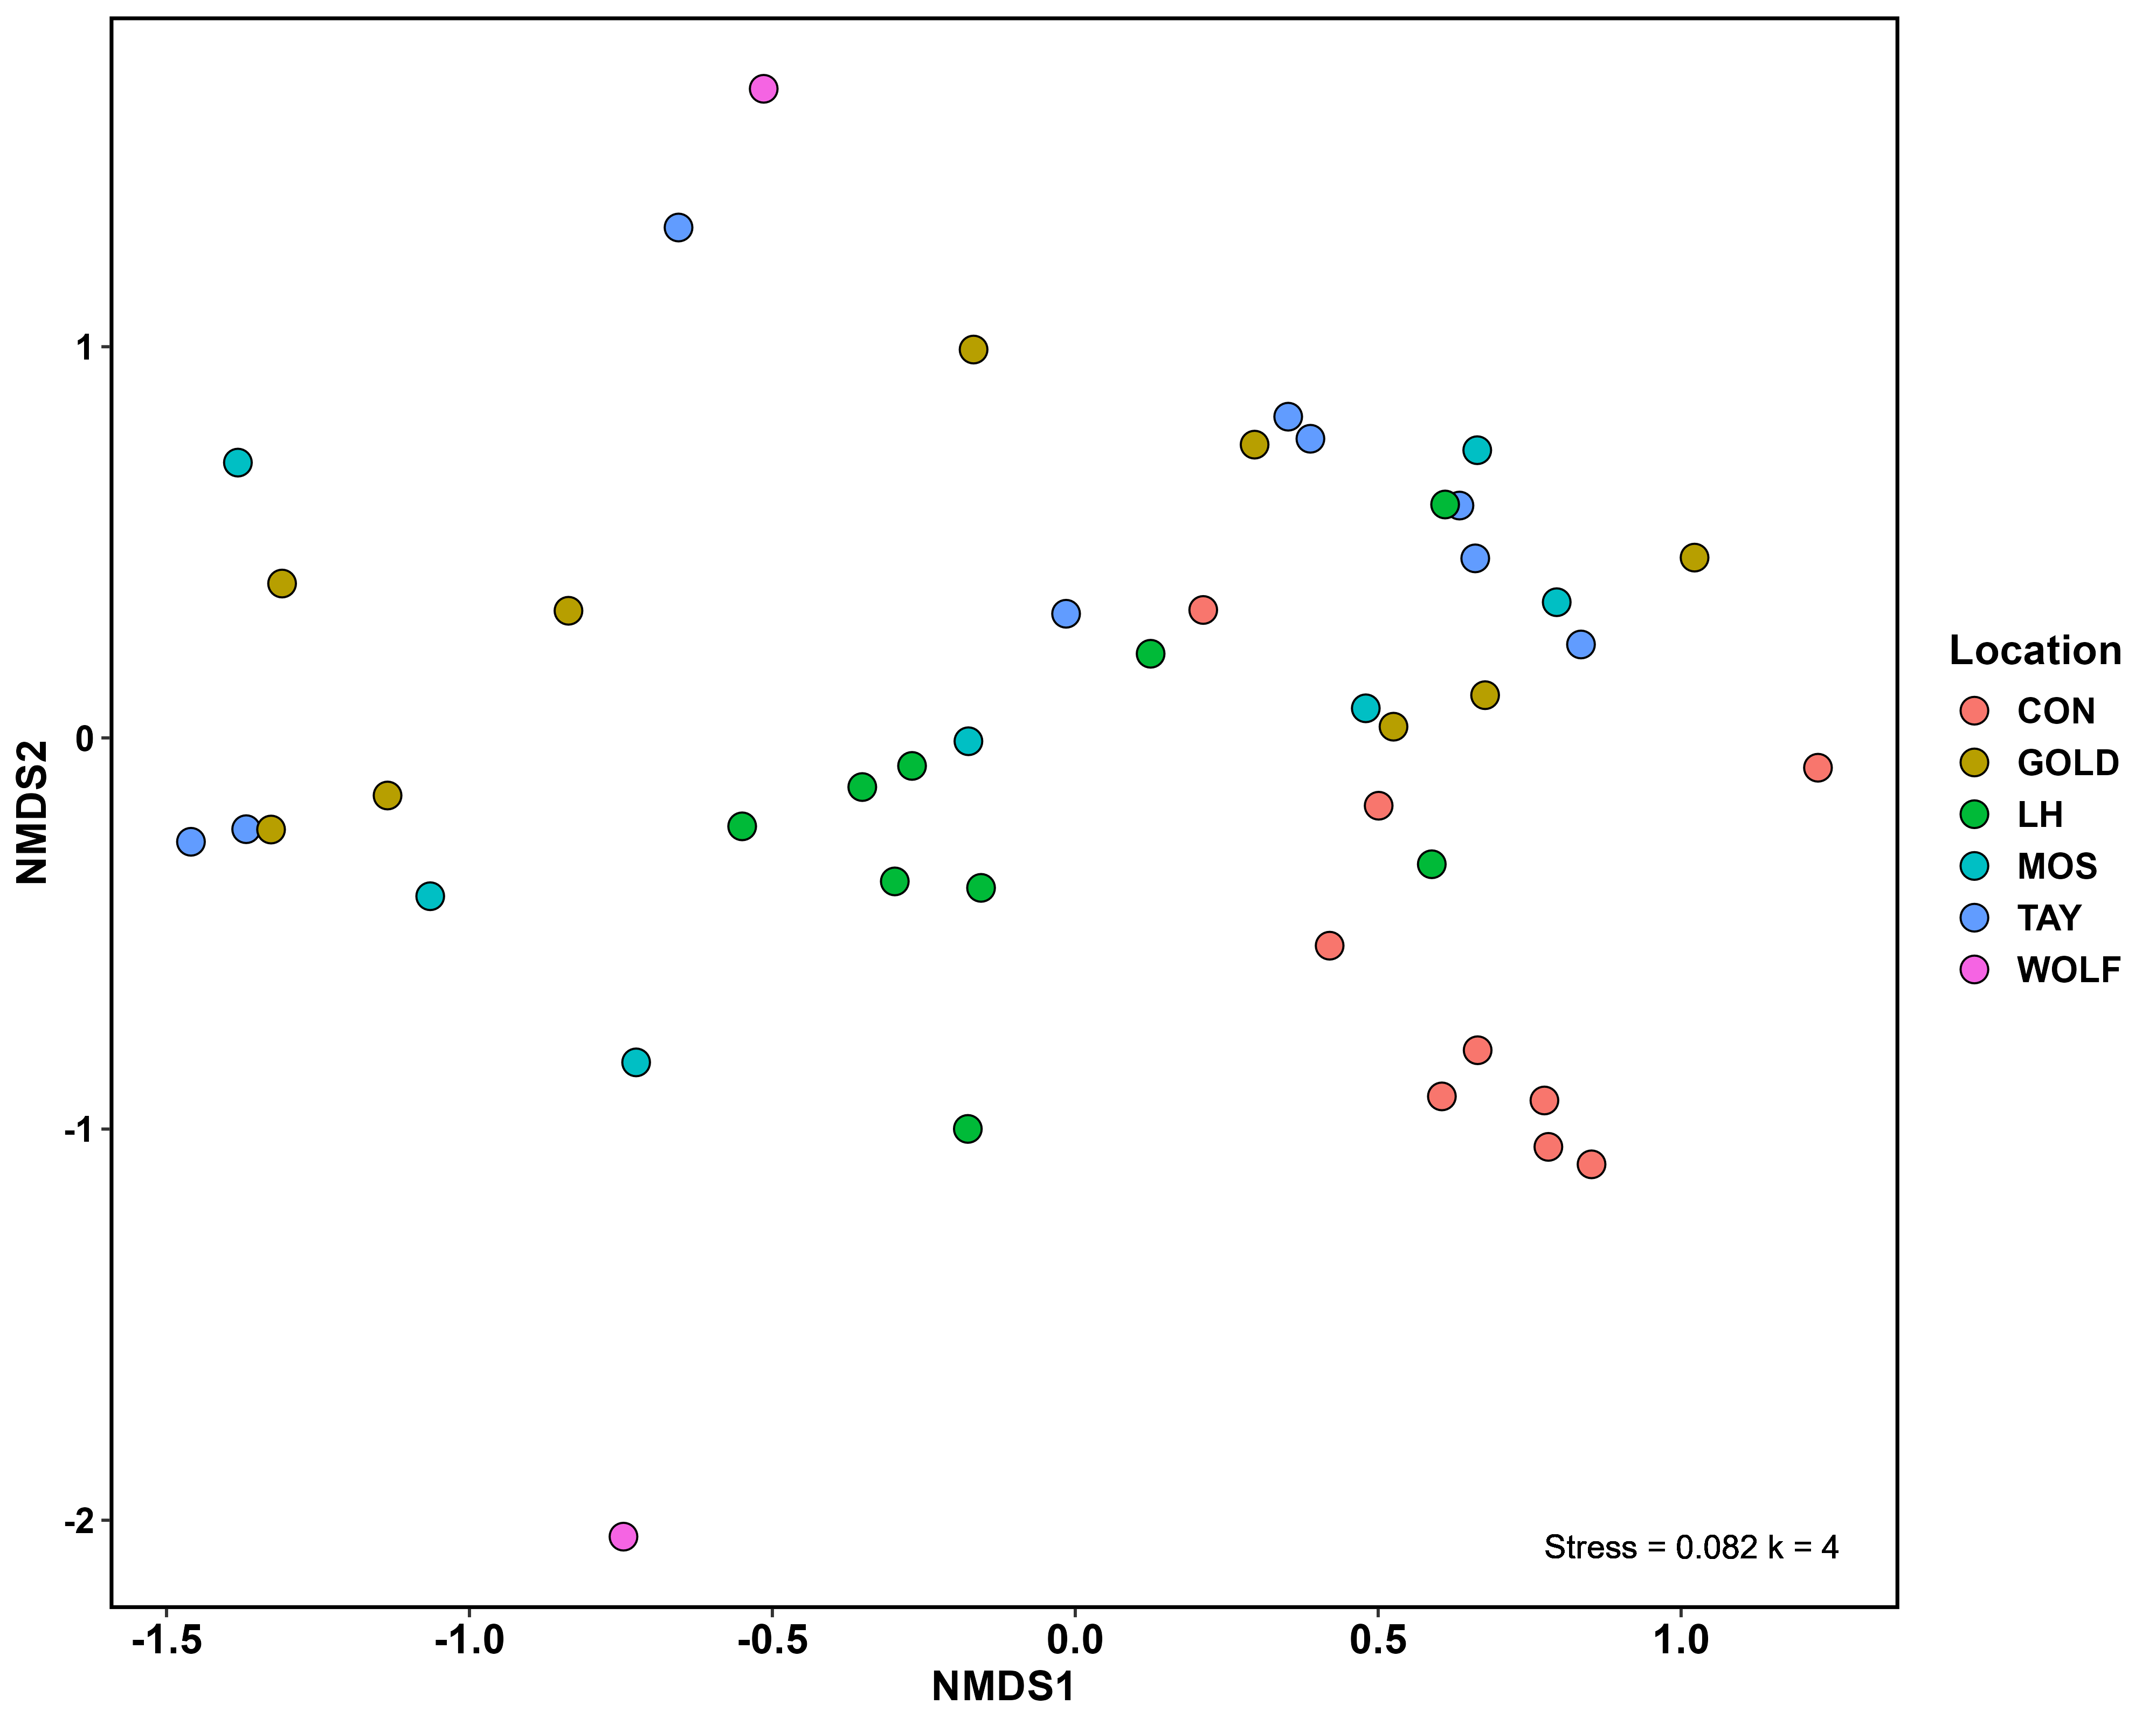 1
0
-1
-2
NMDS2
-1.5 -1.0 -0.5 0.0 0.5 1.0
NMDS1
Stress = 0.082 k = 4
Location
CON
GOLD
LH
MOS
TAY
WOLF